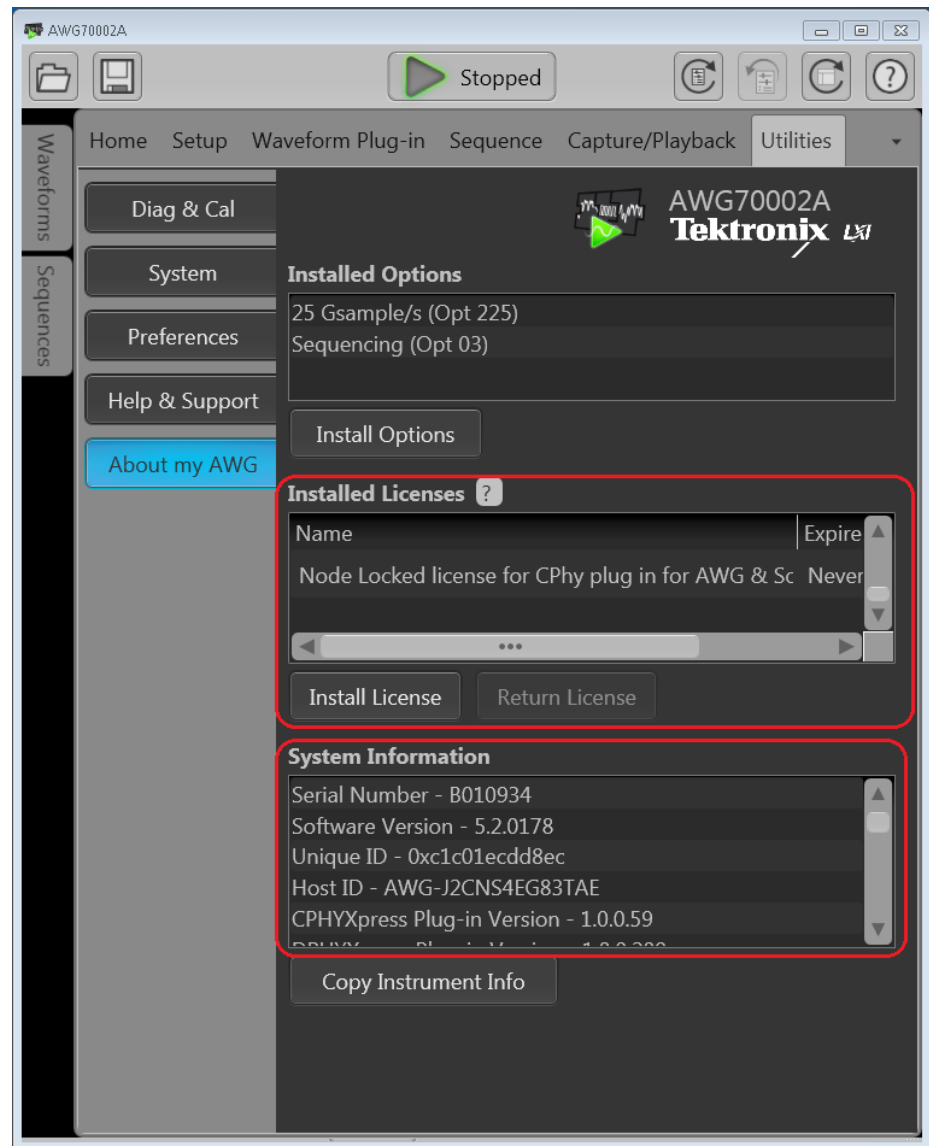 AWG70002A
Stopped
Waveforms
Sequences
Home Setup Waveform Plug-in Sequence Capture/Playback Utilities
Diag & Cal
System
Preferences
Help & Support
About my AWG
AWG70002A
Tektronix LXI
Installed Options
25 Gsample/s (Opt 225)
Sequencing (Opt 03)
Install Options
Installed Licenses ?
Name Expire
Node Locked license for CPhy plug in for AWG & Sc Never
Install License Return License
System Information
Serial Number - B010934
Software Version - 5.2.0178
Unique ID - 0xc1c01ecdd8ec
Host ID - AWG-J2CNS4EG83TAE
CPHYXpress Plug-in Version - 1.0.0.59
Copy Instrument Info